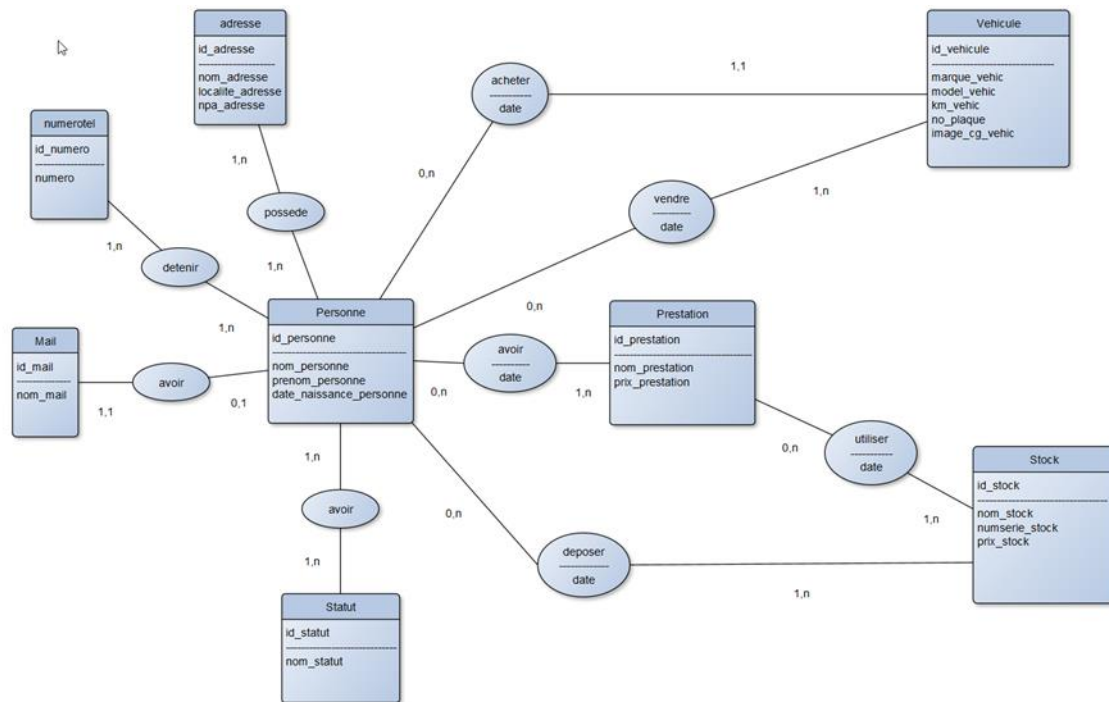 adresse
id_adresse
nom_adresse
localite_adresse
npa_adresse
Vehicule
id_vehicule
marque_vehic
model_vehic
km_vehic
no_plaque
image_cg_vehic
acheter
date
1,1
numerotel
id_numero
numero
1,n
0,n
vendre
date
1,n
possede
1,n
detenir
1,n
0,n
Personne
id_personne
nom_personne
prenom_personne
date_naissance_personne
Prestation
id_prestation
nom_prestation
prix_prestation
1,n
Mail
id_mail
nom_mail
avoir
1,1
0,1
avoir
date
0,n
1,n
utiliser
date
0,n
1,n
Stock
id_stock
nom_stock
numserie_stock
prix_stock
1,n
avoir
1,n
0,n
deposer
date
1,n
Statut
id_statut
nom_statut